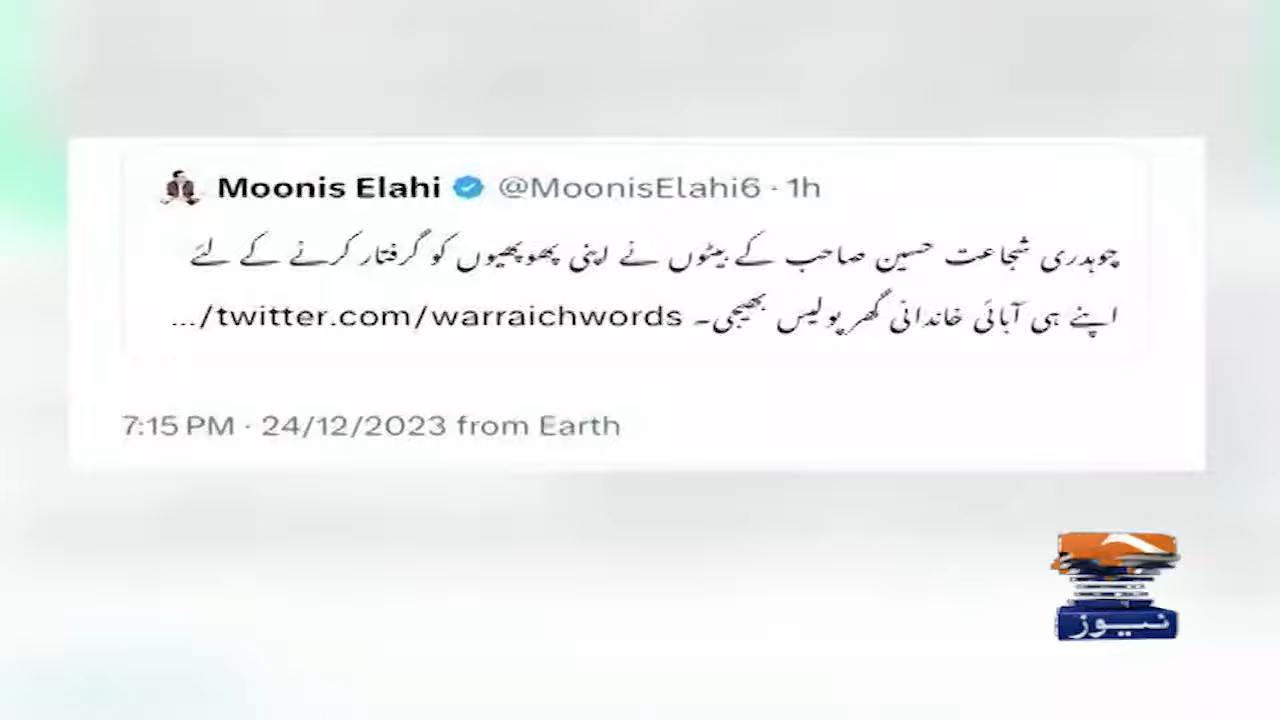 Moonis Elahi @MoonisElahi6 · 1h
چوہدری شجاعت حسین صاحب کے بیٹوں نے اپنی پھوپھیوں کو گرفتار کرنے کے لئے
اپنے ہی آبائی خاندانی گھر پولیس بھیجی۔ twitter.com/warraichwords/…
7:15 PM · 24/12/2023 from Earth
نیوز